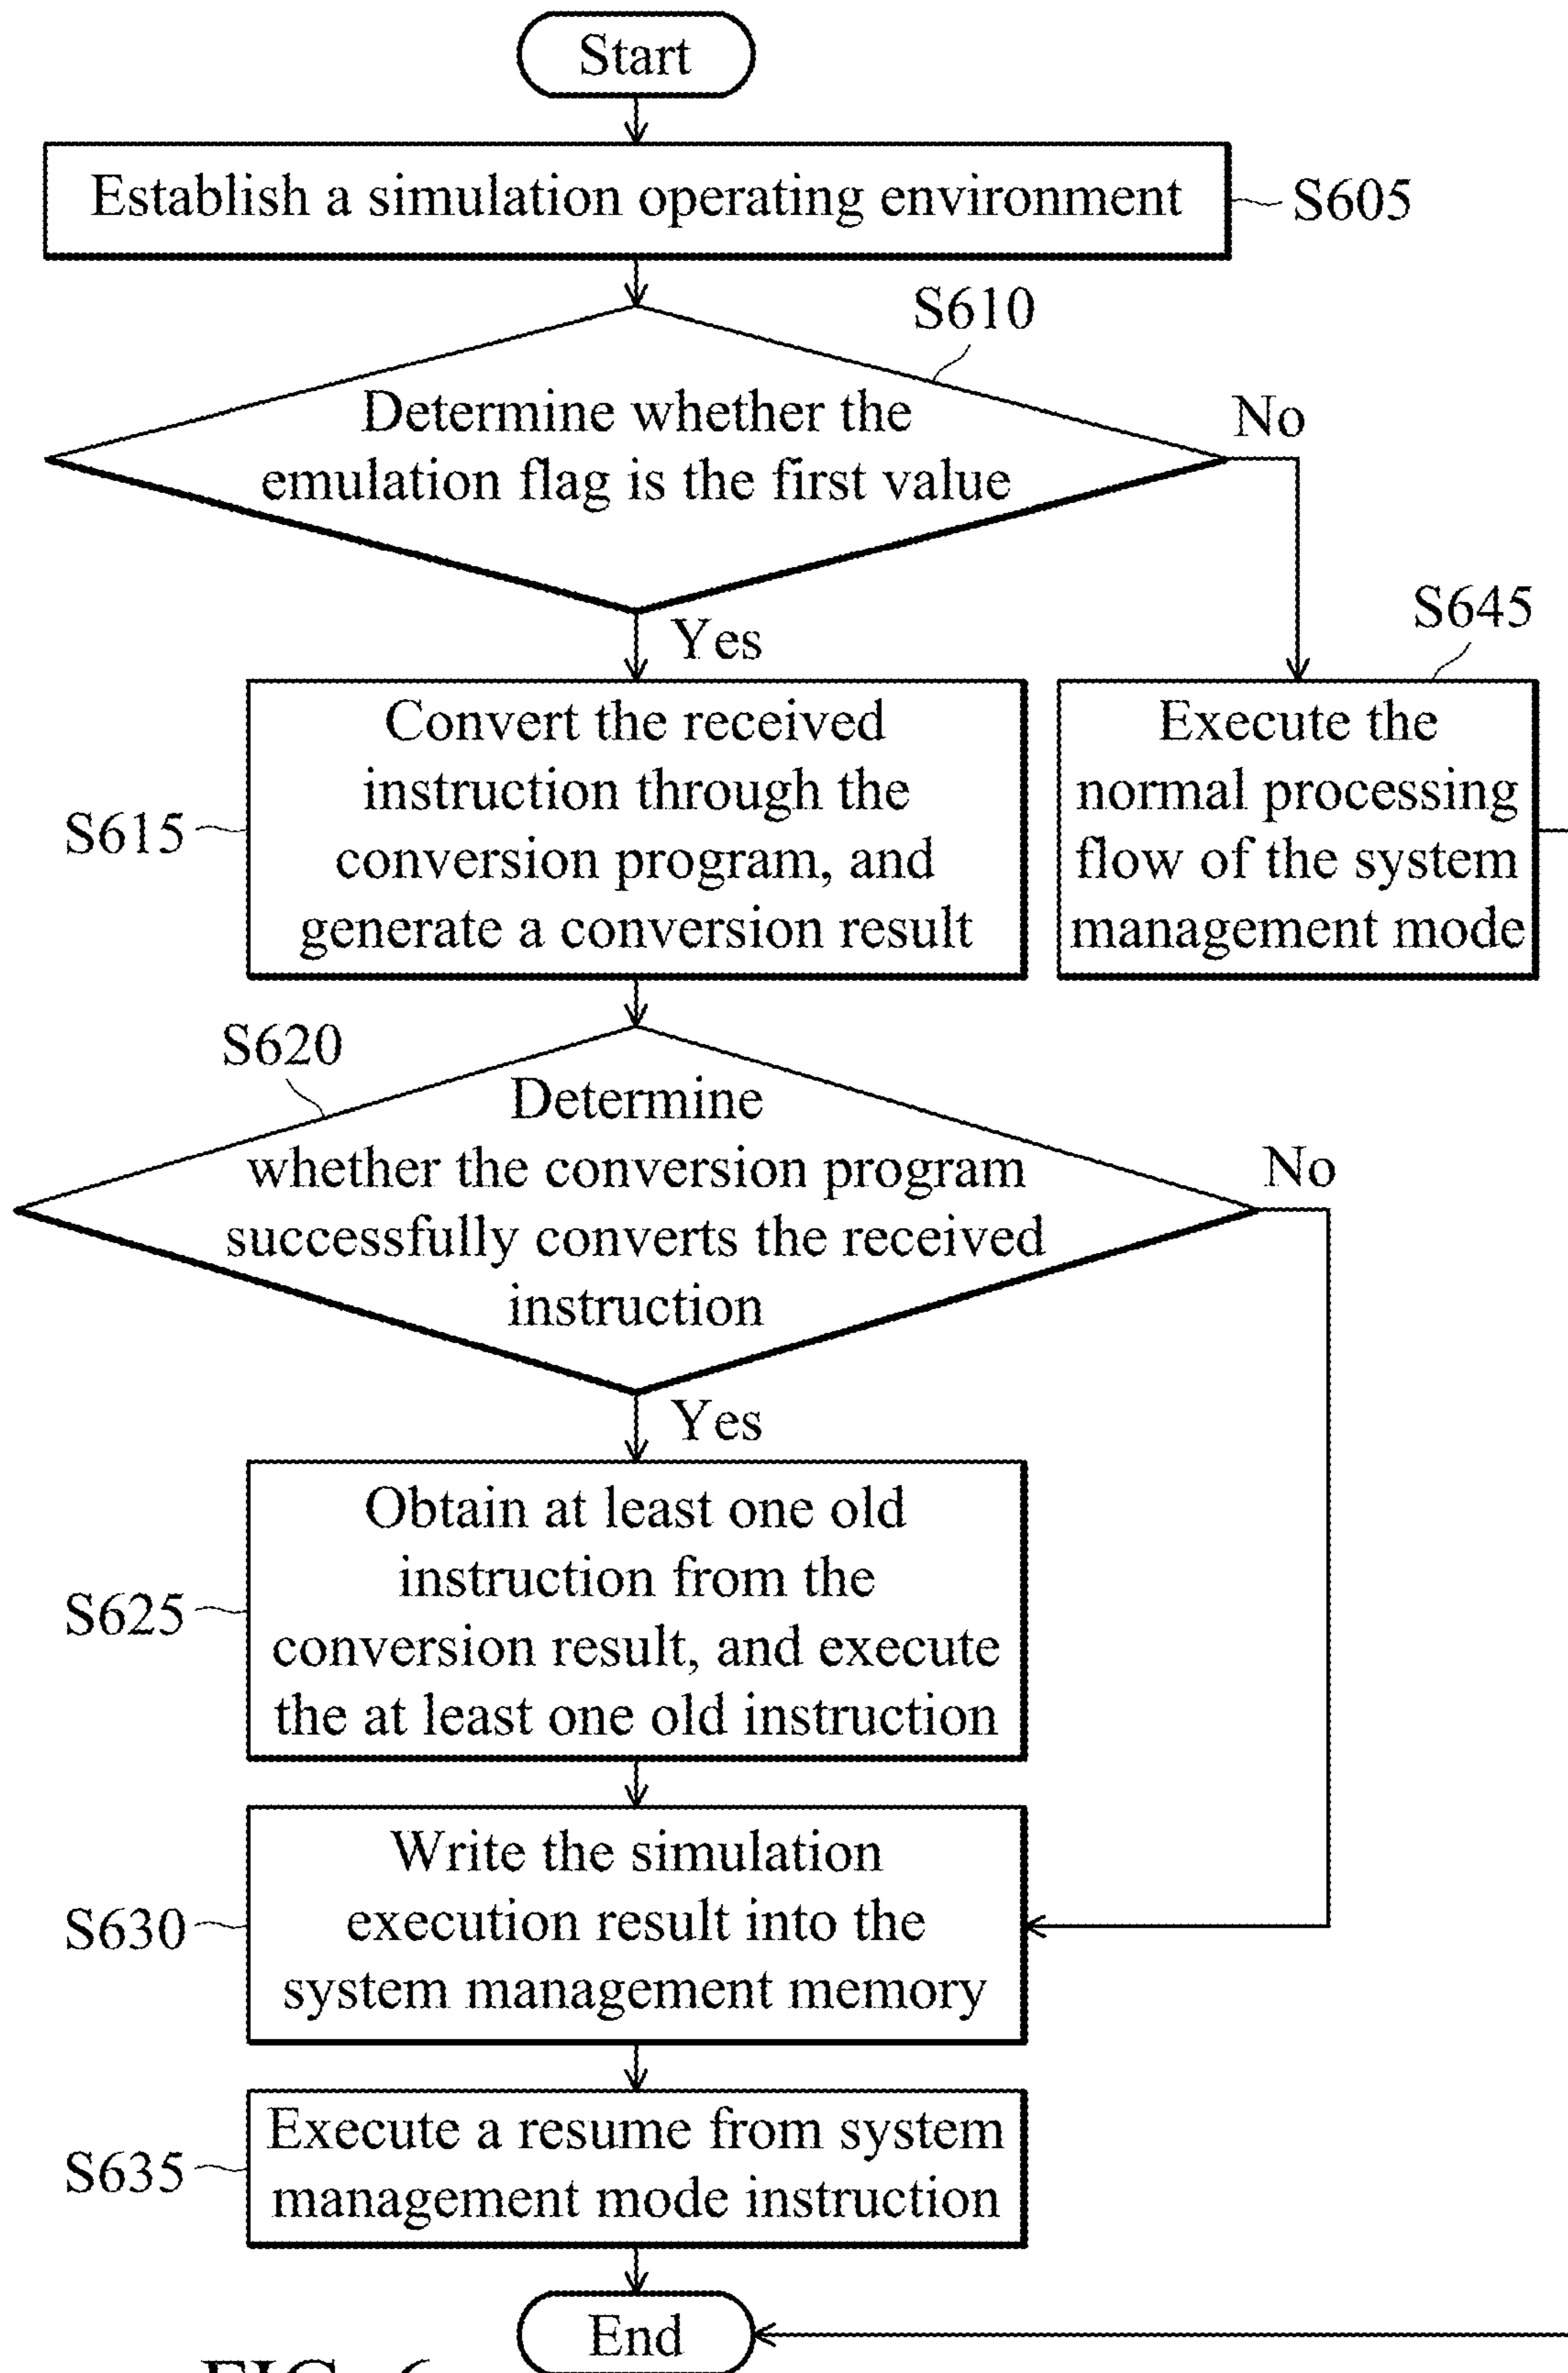 Start
Establish a simulation operating environment
S605
S610
Determine whether the
emulation flag is the first value
No
Yes
S645
S615
Convert the received
instruction through the
conversion program, and
generate a conversion result
Execute the
normal processing
flow of the system
management mode
S620
Determine
whether the conversion program
successfully converts the received
instruction
No
Yes
S625
Obtain at least one old
instruction from the
conversion result, and execute
the at least one old instruction
S630
Write the simulation
execution result into the
system management memory
S635
Execute a resume from system
management mode instruction
End
FIG. 6